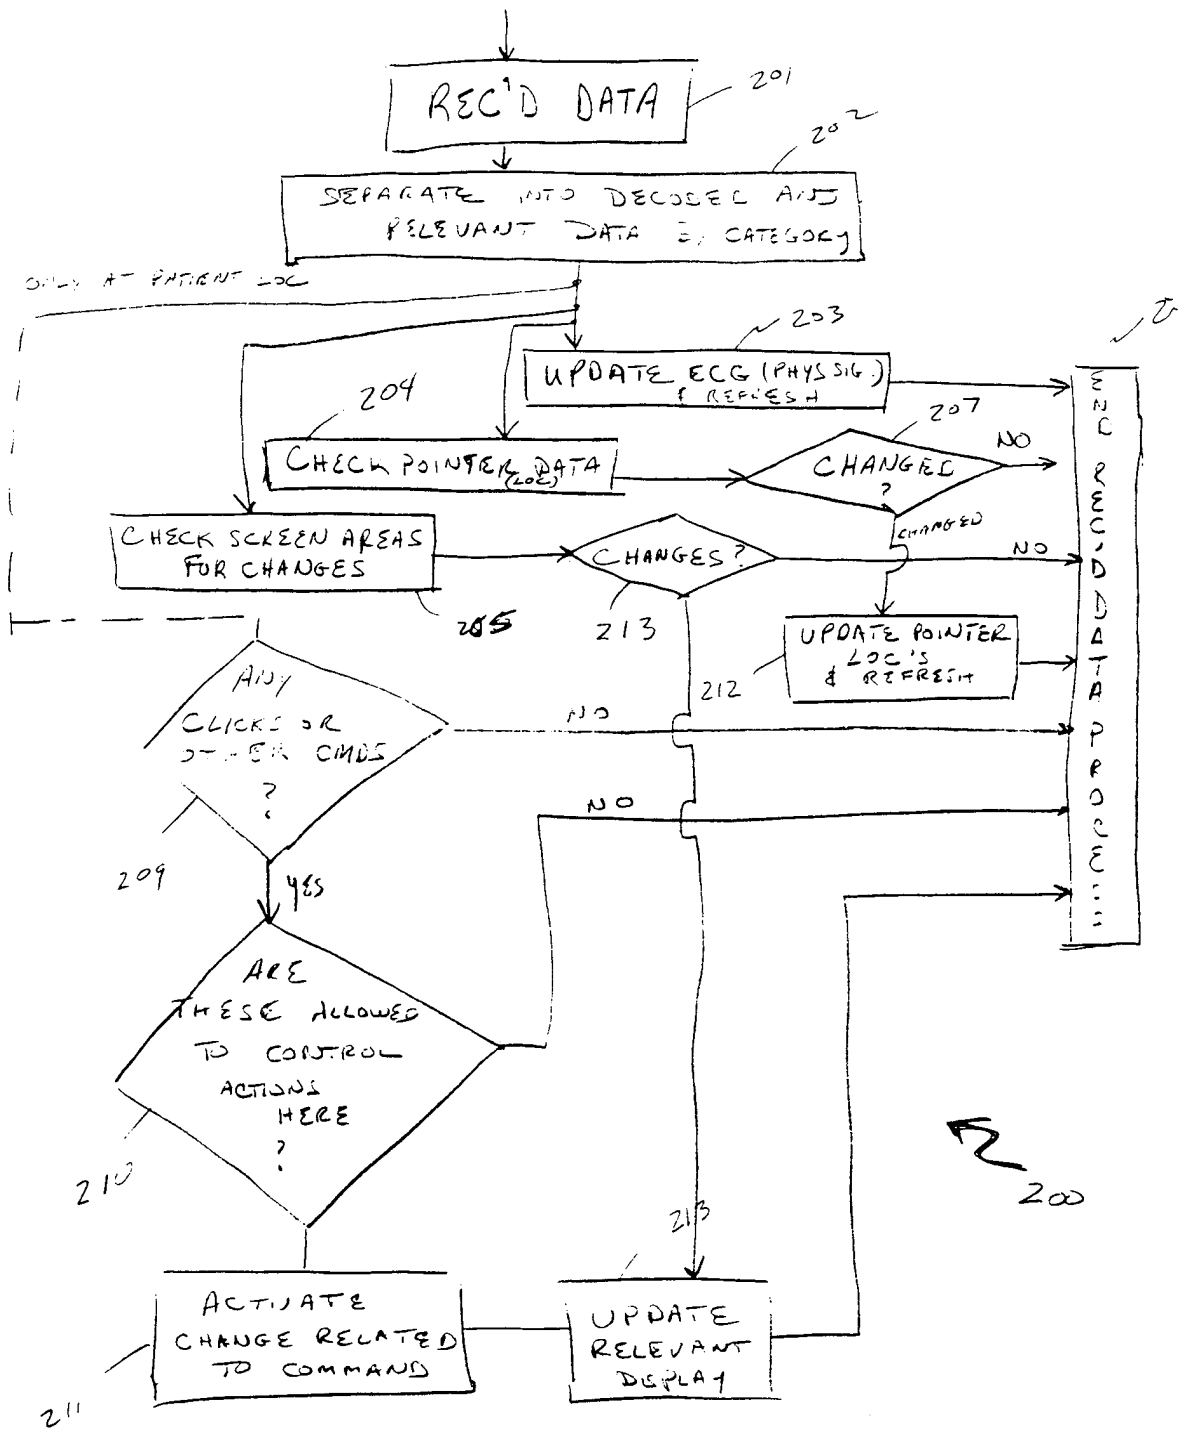 REC'D DATA
201
202
SEPARATE INTO DECODED AND
RELEVANT DATA BY CATEGORY
ONLY AT PATIENT LOC
203
UPDATE ECG (PHYS SIG.)
& REFRESH
204
CHECK POINTER DATA
(LOC)
207
CHANGED
?
NO
CHANGED
CHECK SCREEN AREAS
FOR CHANGES
205
CHANGES?
213
NO
UPDATE POINTER
LOC'S
& REFRESH
212
ANY
CLICKS OR
OTHER CMDS
?
209
NO
YES
NO
ARE
THESE ALLOWED
TO CONTROL
ACTIONS
HERE
?
210
END REC'D DATA
200
213
ACTIVATE
CHANGE RELATED
TO COMMAND
211
UPDATE
RELEVANT
DISPLAY